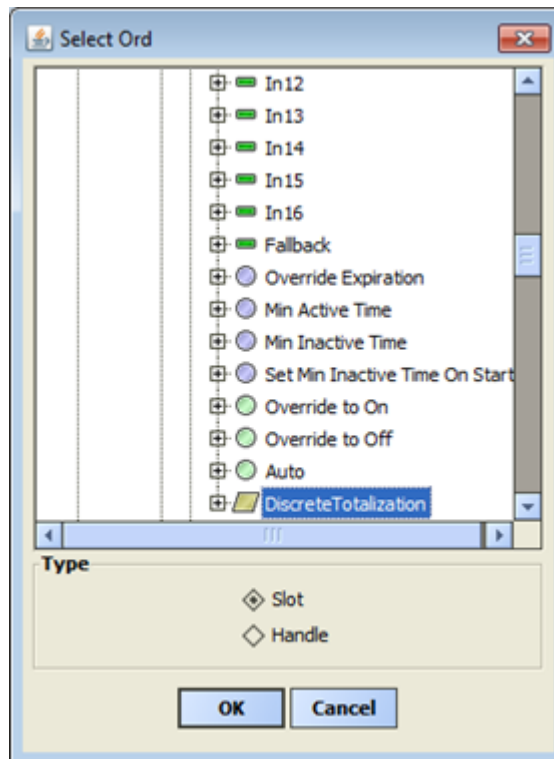 Select Ord
In12
In13
In14
In15
In16
Fallback
Override Expiration
Min Active Time
Min Inactive Time
Set Min Inactive Time On Start
Override to On
Override to Off
Auto
DiscreteTotalization
Type
Slot
Handle
OK Cancel